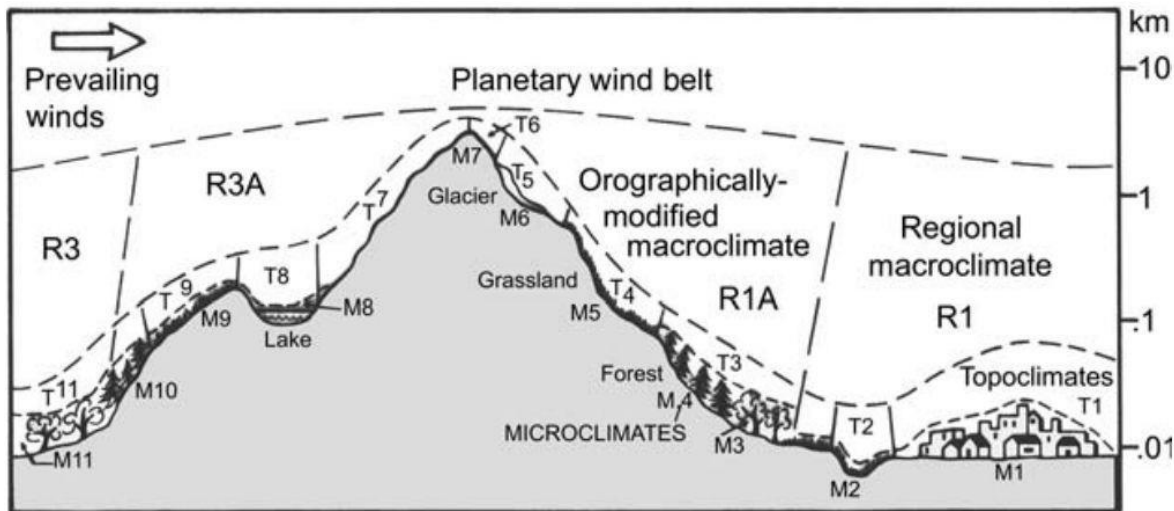 km
10
Prevailing
winds
Planetary wind belt
T6
M7
R3A
T5
Orographically-
modified
macroclimate
1
T7
Glacier
M6
R3
Regional
macroclimate
T8
T9
Grassland
T4
R1A
M9
M8
M5
R1
.1
Lake
T3
T11
M10
Forest
Topoclimates
M,4
T2
T1
MICROCLIMATES
M3
.01
M11
M2
M1